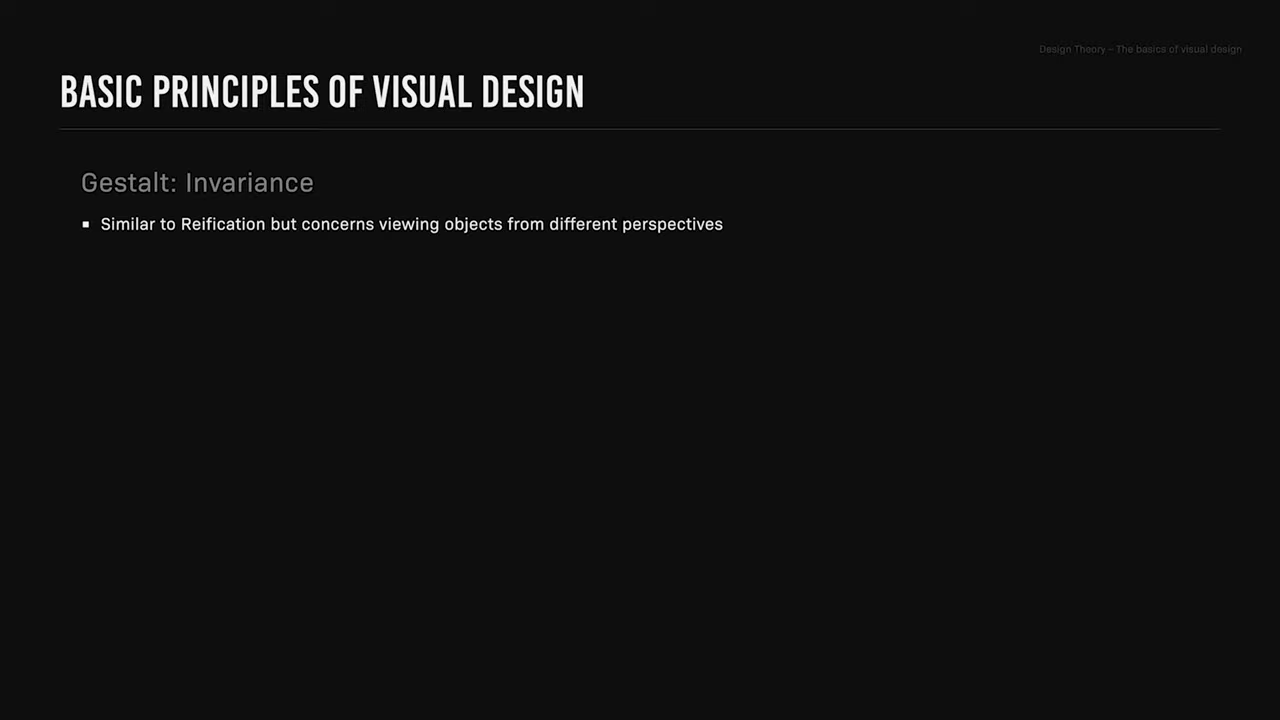 Design Theory – The basics of visual design
BASIC PRINCIPLES OF VISUAL DESIGN
Gestalt: Invariance
▪ Similar to Reification but concerns viewing objects from different perspectives